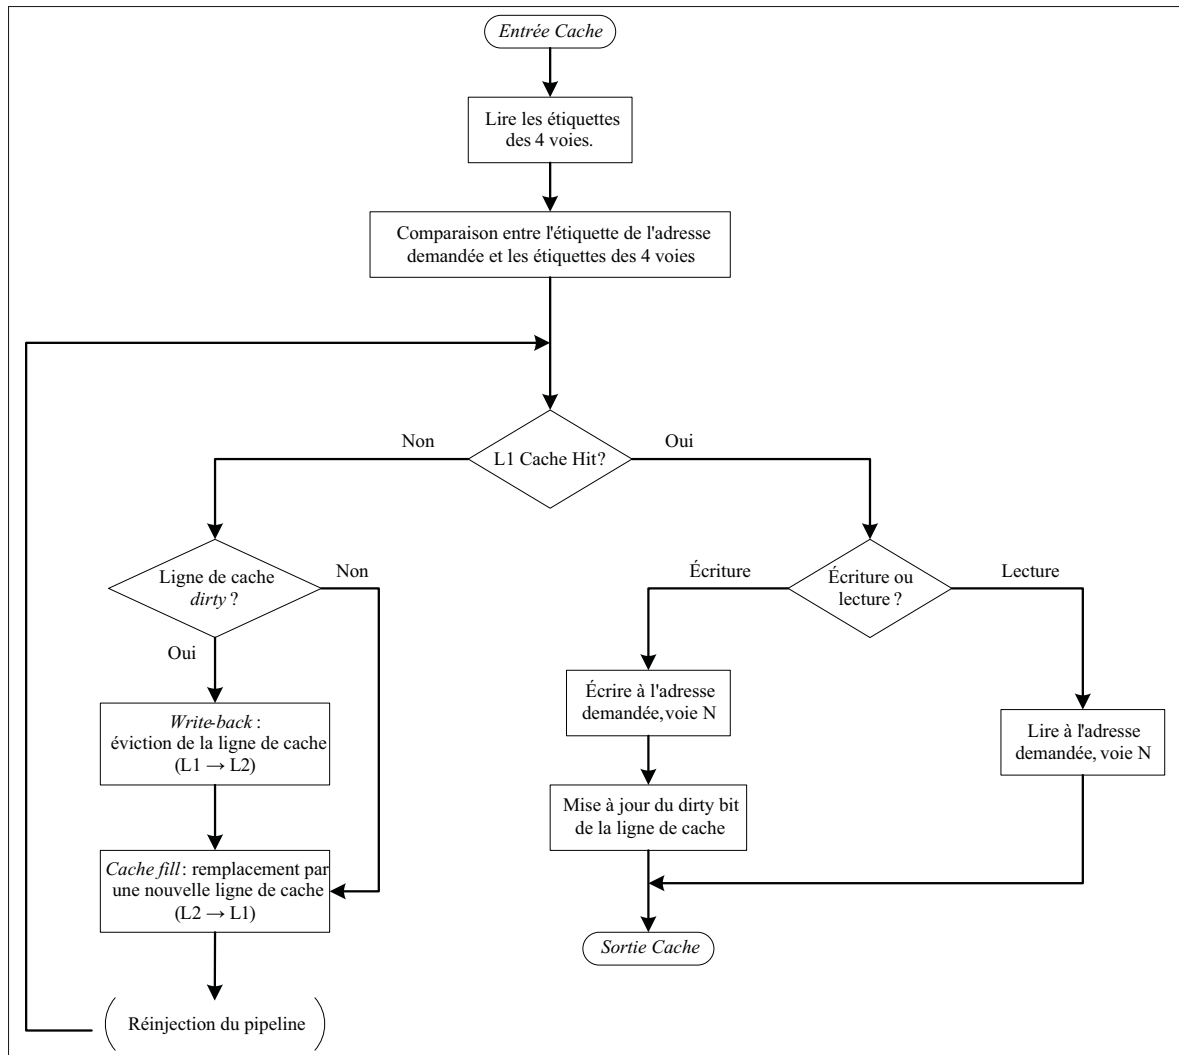 Entrée Cache
Lire les étiquettes
des 4 voies.
Comparaison entre l'étiquette de l'adresse
demandée et les étiquettes des 4 voies
Non
Oui
L1 Cache Hit?
Ligne de cache
dirty ?
Non
Oui
Écriture
Écriture ou
lecture ?
Lecture
Write-back :
éviction de la ligne de cache
(L1 → L2)
Écrire à l'adresse
demandée, voie N
Lire à l'adresse
demandée, voie N
Mise à jour du dirty bit
de la ligne de cache
Cache fill : remplacement par
une nouvelle ligne de cache
(L2 → L1)
Sortie Cache
Réinjection du pipeline